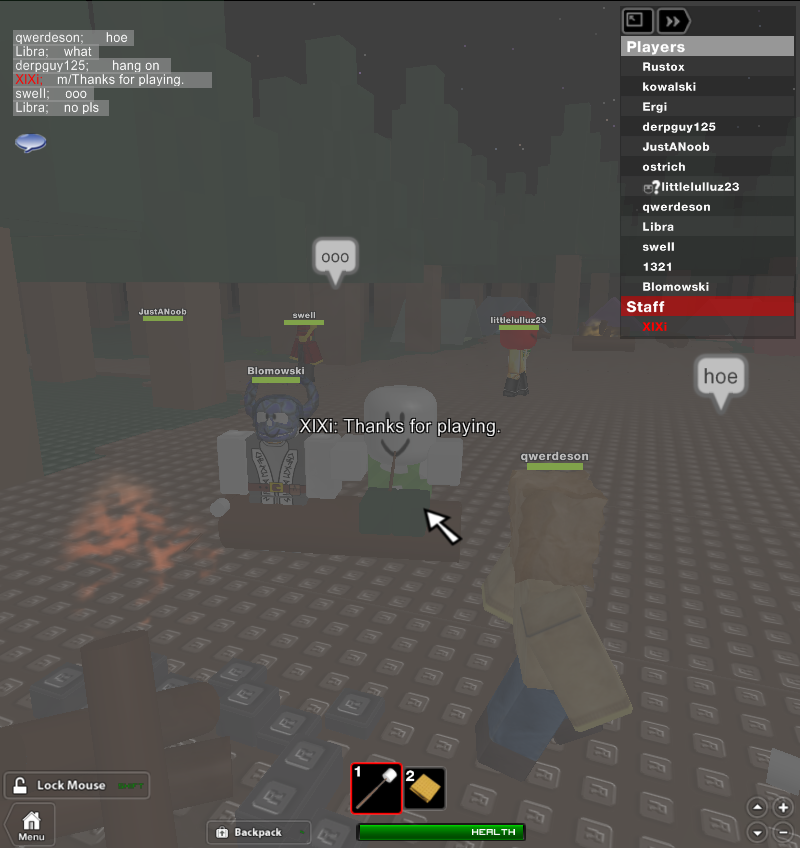 qwerdeson; hoe
Libra; what
derpguy125; hang on
XIXi; m/Thanks for playing.
swell; ooo
Libra; no pls
Players
Rustox
kowalski
Ergi
derpguy125
JustANoob
ostrich
littlelulluz23
qwerdeson
Libra
swell
1321
Blomowski
Staff
XIXi
ooo
JustANoob
swell
littlelulluz23
Blomowski
hoe
XIXi: Thanks for playing.
qwerdeson
1
2
Lock Mouse SHIFT
Menu
Backpack
HEALTH